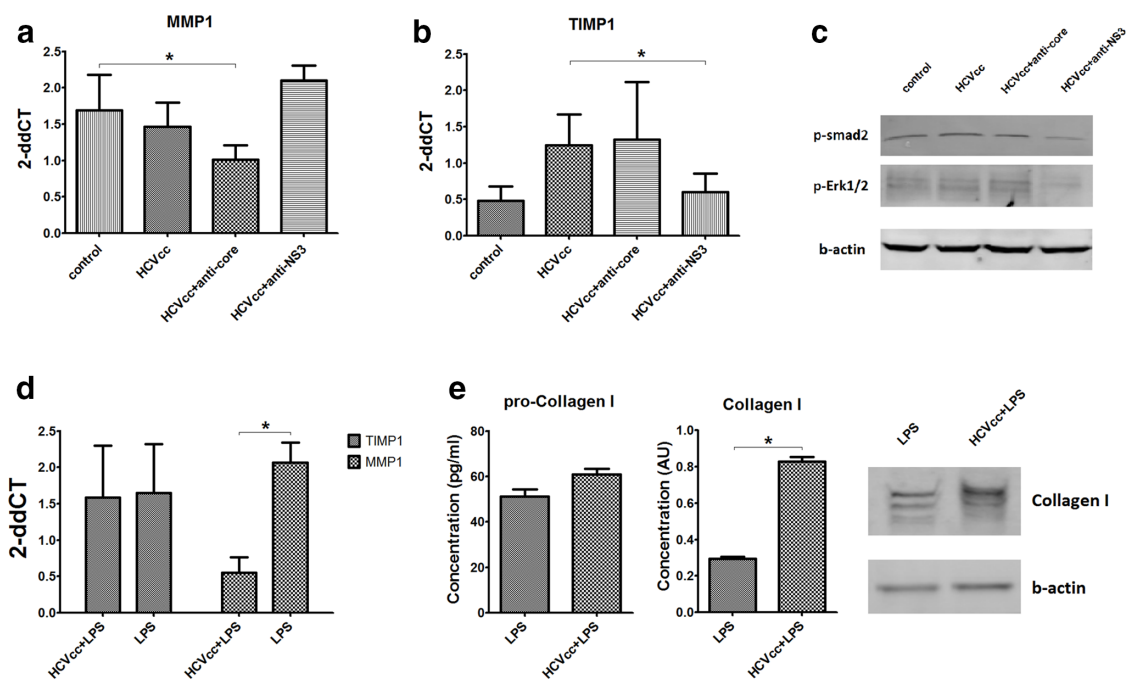 a
MMP1
2-ddCT
2.5
2.0
1.5
1.0
0.5
0.0
*
control
HCVcc
HCVcc+anti-core
HCVcc+anti-NS3
b
TIMP1
2-ddCT
2.5
2.0
1.5
1.0
0.5
0.0
*
control
HCVcc
HCVcc+anti-core
HCVcc+anti-NS3
c
control
HCVcc
HCVcc+anti-core
HCVcc+anti-NS3
p-smad2
p-Erk1/2
b-actin
d
2-ddCT
2.5
2.0
1.5
1.0
0.5
0.0
*
TIMP1
MMP1
HCVcc+LPS
LPS
HCVcc+LPS
LPS
e
pro-Collagen I
Concentration (pg/ml)
80
60
40
20
0
LPS
HCVcc+LPS
Collagen I
Concentration (AU)
1.0
0.8
0.6
0.4
0.2
0.0
*
LPS
HCVcc+LPS
LPS
HCVcc+LPS
Collagen I
b-actin